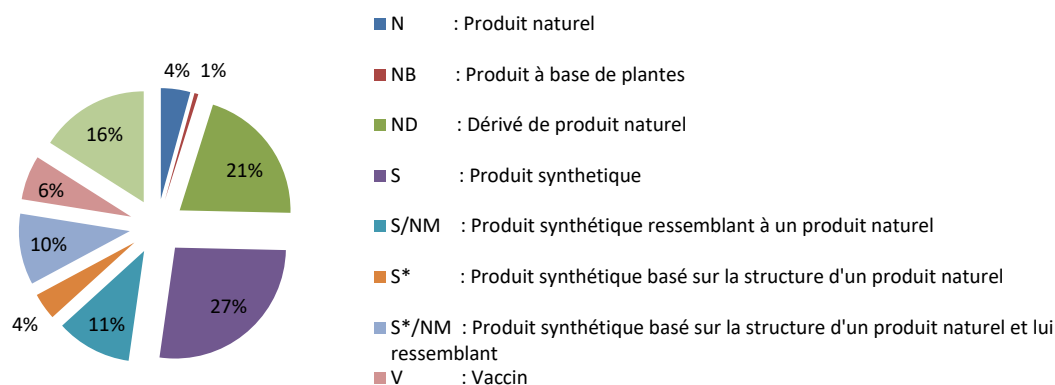 4%
1%
16%
21%
6%
10%
4%
11%
27%
N : Produit naturel
NB : Produit à base de plantes
ND : Dérivé de produit naturel
S : Produit synthetique
S/NM : Produit synthétique ressemblant à un produit naturel
S* : Produit synthétique basé sur la structure d'un produit naturel
S*/NM : Produit synthétique basé sur la structure d'un produit naturel et lui
ressemblant
V : Vaccin